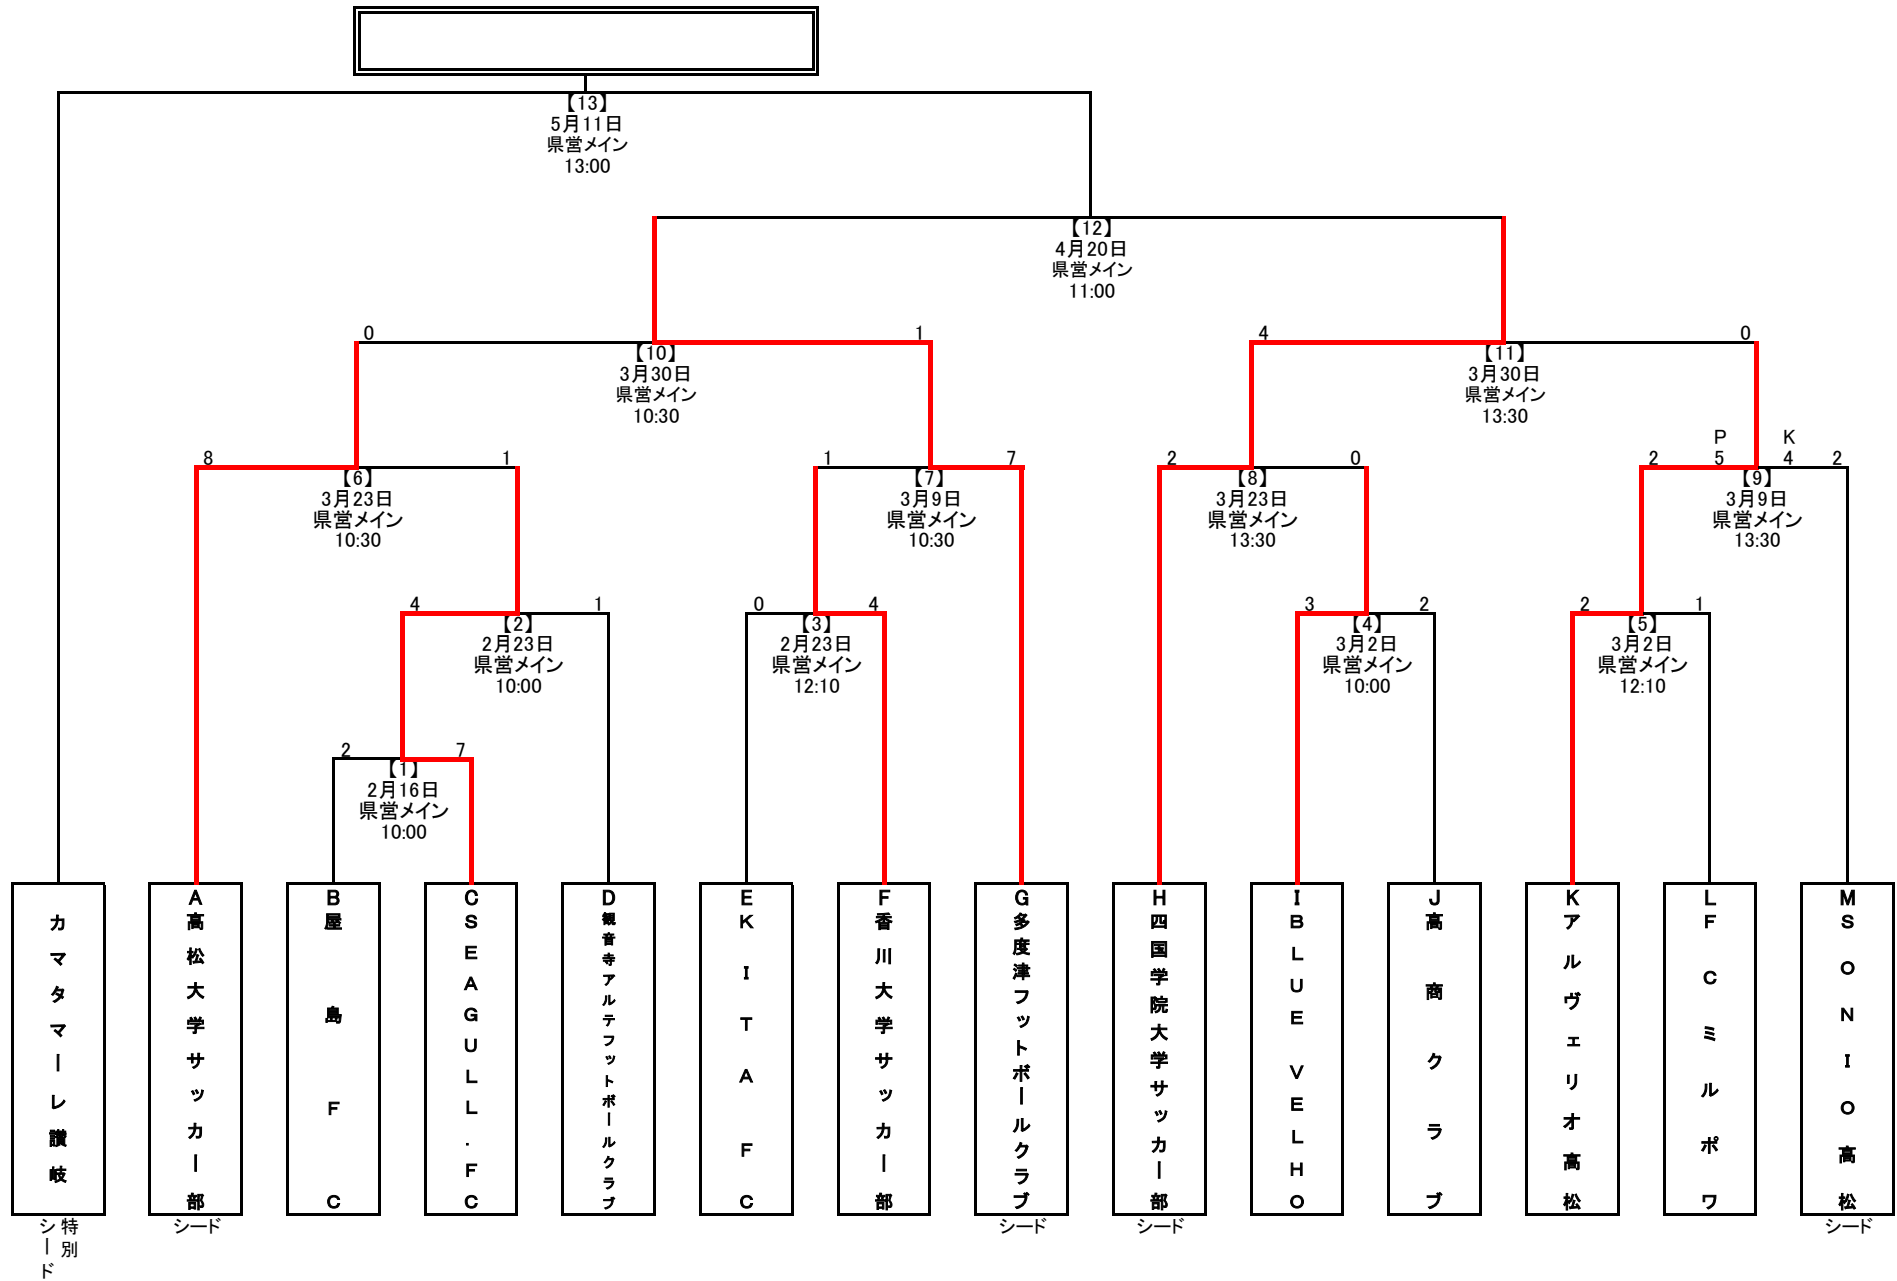 【13】
5月11日
県営メイン
13:00
【12】
4月20日
県営メイン
11:00
0 1
【10】
3月30日
県営メイン
10:30
4 0
【11】
3月30日
県営メイン
13:30
8 1
【6】
3月23日
県営メイン
10:30
1 7
【7】
3月9日
県営メイン
10:30
2 0
【8】
3月23日
県営メイン
13:30
P K
2 5 4 2
【9】
3月9日
県営メイン
13:30
4 1
【2】
2月23日
県営メイン
10:00
0 4
【3】
2月23日
県営メイン
12:10
3 2
【4】
3月2日
県営メイン
10:00
2 1
【5】
3月2日
県営メイン
12:10
2 7
【1】
2月16日
県営メイン
10:00
カマタマーレ讃岐
特別
シード
A
高松大学サッカー部
シード
B
屋島FC
C
SEAGULL.FC
D
観音寺アルテフットボールクラブ
E
KITA FC
F
香川大学サッカー部
G
多度津フットボールクラブ
シード
H
四国学院大学サッカー部
シード
I
BLUE VELHO
J
高商クラブ
K
アルヴェリオ高松
L
FCミルポワ
M
SONIO高松
シード